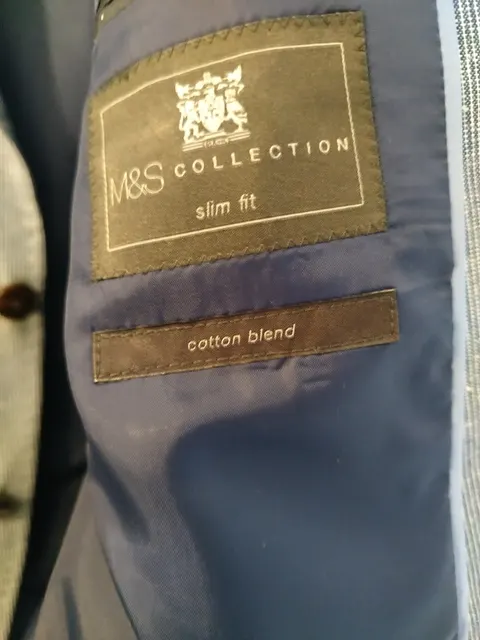 M&S COLLECTION
slim fit
cotton blend